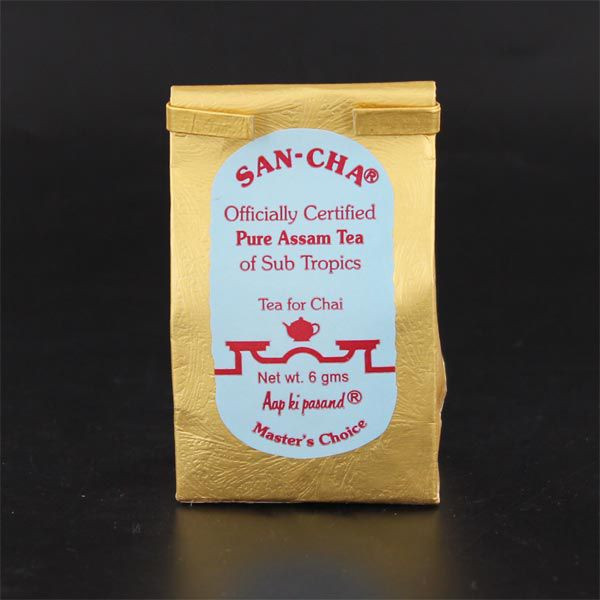 SAN-CHA®
Officially Certified
Pure Assam Tea
of Sub Tropics
Tea for Chai
Net wt. 6 gms
Aap ki pasand®
Master's Choice